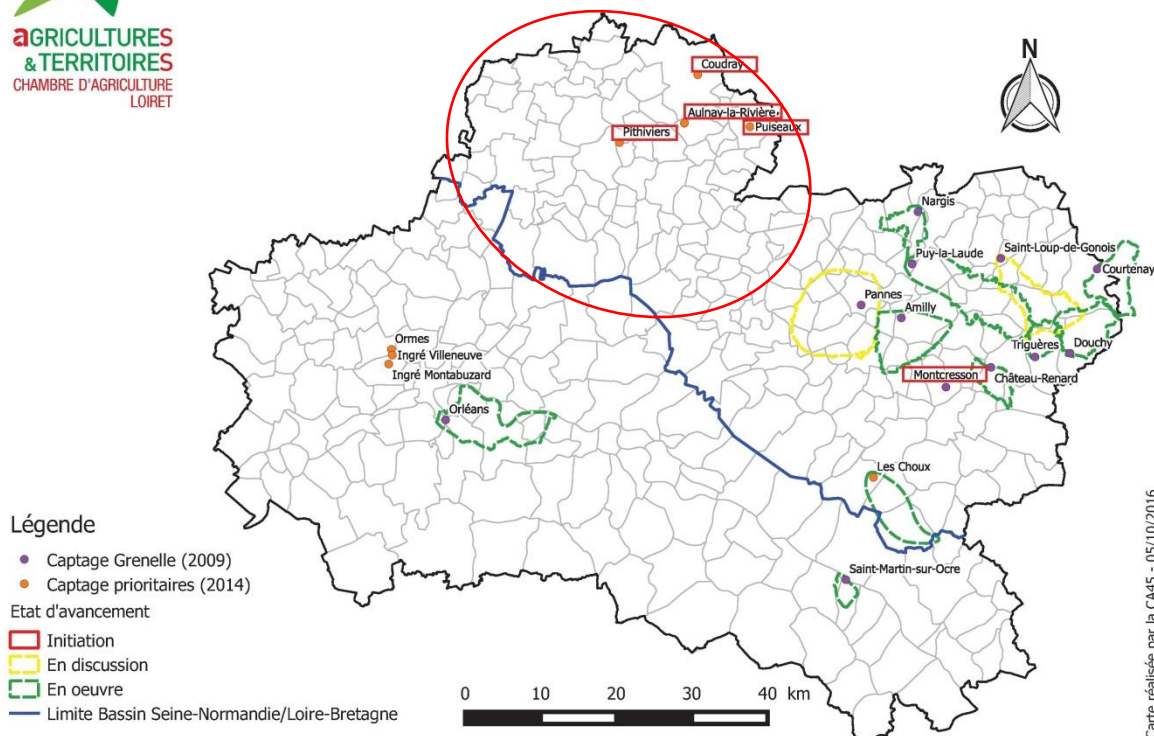 aGRICULTURES
& TERRITOIRES
CHAMBRE D'AGRICULTURE
LOIRET
N
Coudray
Aulnay-la-Rivière
Puiseaux
Pithiviers
Nargis
Puy-la-Laude
Saint-Loup-de-Gonois
Courtenay
Pannes
Amilly
Triguères
Douchy
Montcresson
Château-Renard
Ormes
Ingré Villeneuve
Ingré Montabuzard
Orléans
Les Choux
Saint-Martin-sur-Ocre
Légende
Captage Grenelle (2009)
Captage prioritaires (2014)
Etat d'avancement
Initiation
En discussion
En oeuvre
Limite Bassin Seine-Normandie/Loire-Bretagne
0 10 20 30 40 km
Carte réalisée par la CA45 - 05/10/2016